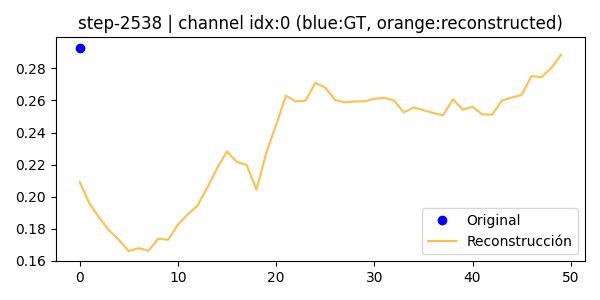 step-2538 | channel idx:0 (blue:GT, orange:reconstructed)
0.28
0.26
0.24
0.22
0.20
0.18
0.16
0 10 20 30 40 50
Original
Reconstrucción